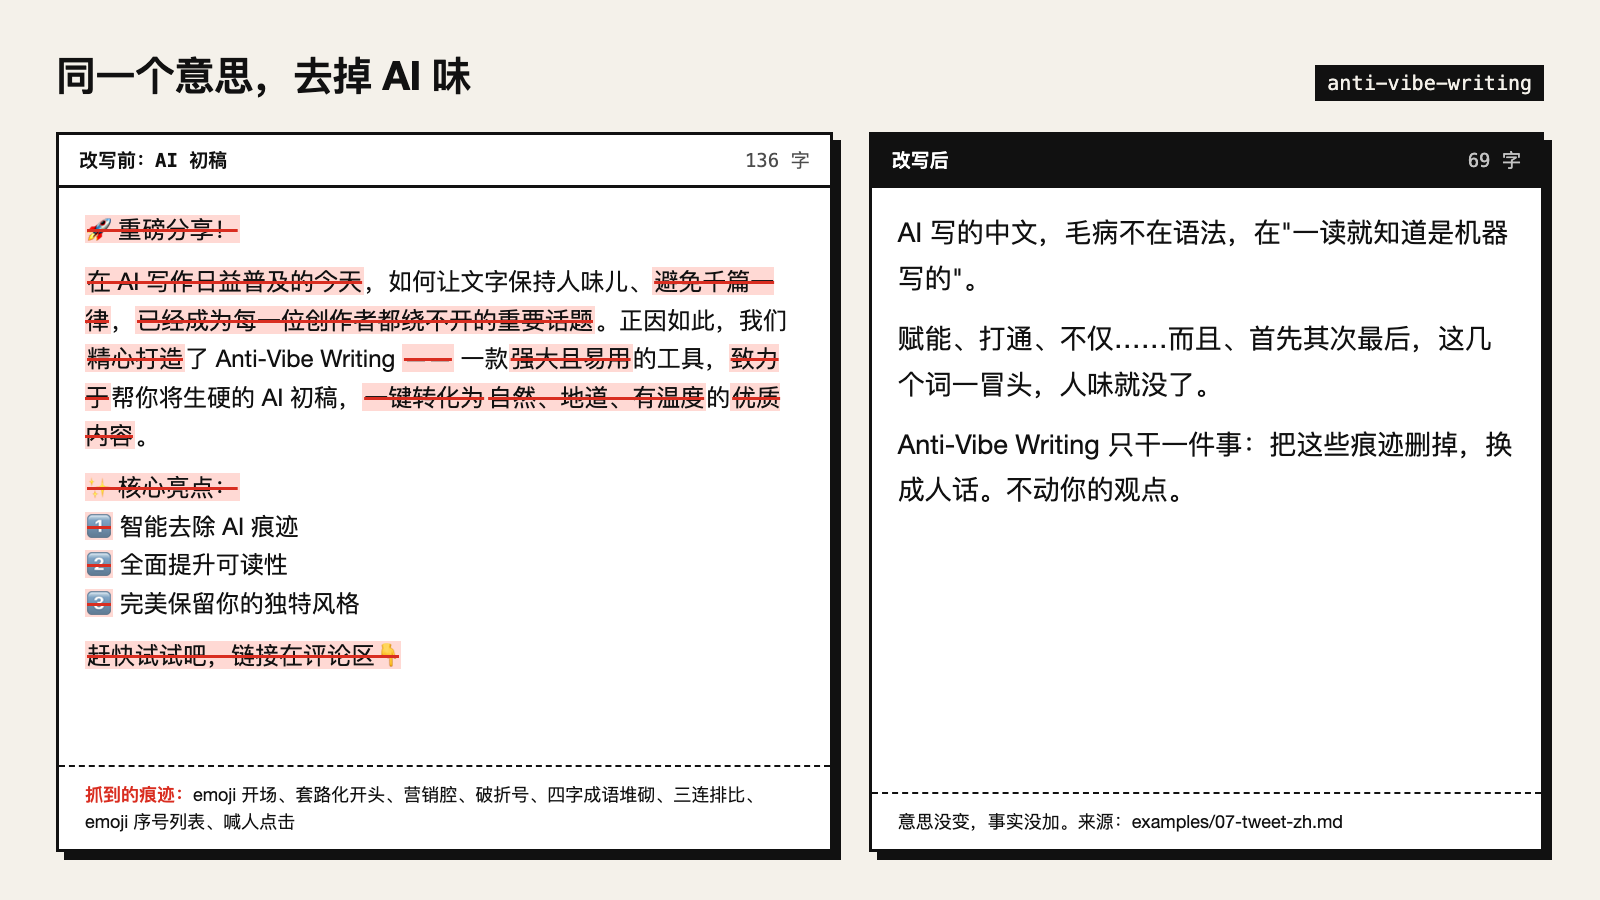 同一个意思，去掉 AI 味
anti-vibe-writing
改写前：AI 初稿
136 字
🚀 重磅分享！
在 AI 写作日益普及的今天，如何让文字保持人味儿、避免千篇一
律，已经成为每一位创作者都绕不开的重要话题。正因如此，我们
精心打造了 Anti-Vibe Writing —— 一款强大且易用的工具，致力
于帮你将生硬的 AI 初稿，一键转化为自然、地道、有温度的优质
内容。
✨ 核心亮点：
1️⃣ 智能去除 AI 痕迹
2️⃣ 全面提升可读性
3️⃣ 完美保留你的独特风格
赶快试试吧，链接在评论区👇
抓到的痕迹：emoji 开场、套路化开头、营销腔、破折号、四字成语堆砌、三连排比、
emoji 序号列表、喊人点击
改写后
69 字
AI 写的中文，毛病不在语法，在"一读就知道是机器
写的"。
赋能、打通、不仅……而且、首先其次最后，这几
个词一冒头，人味就没了。
Anti-Vibe Writing 只干一件事：把这些痕迹删掉，换
成人话。不动你的观点。
意思没变，事实没加。来源：examples/07-tweet-zh.md